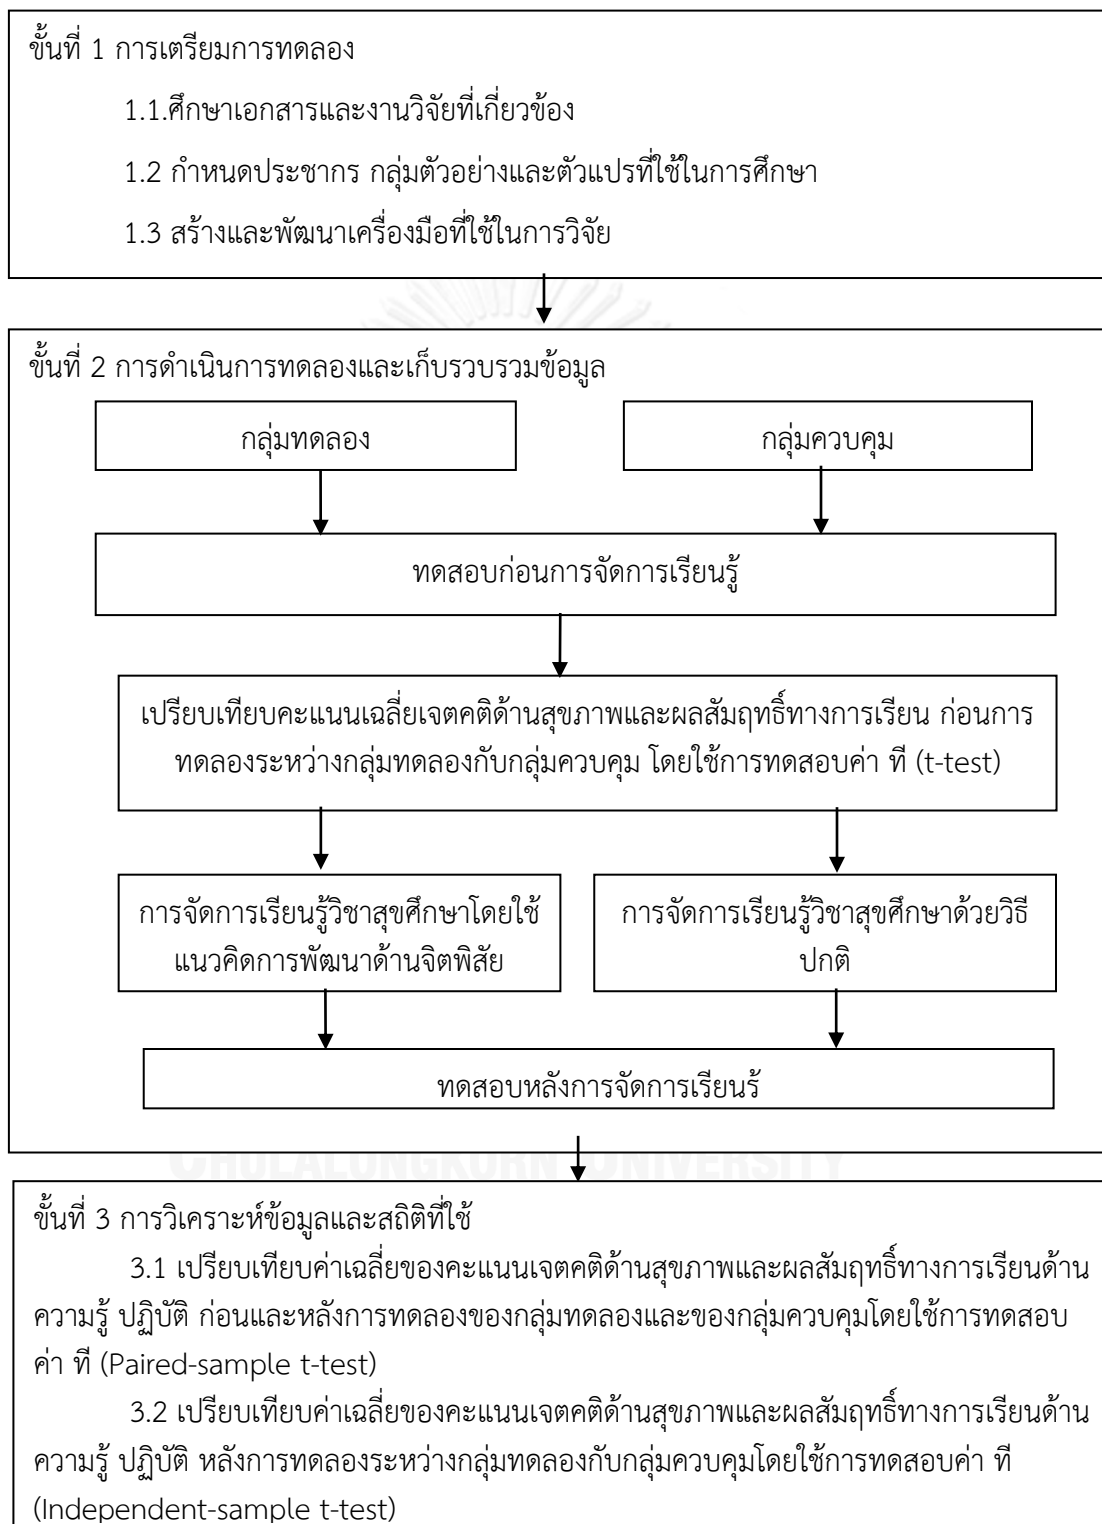 ขั้นที่ 1 การเตรียมการทดลอง
1.1.ศึกษาเอกสารและงานวิจัยที่เกี่ยวข้อง
1.2 กำหนดประชากร กลุ่มตัวอย่างและตัวแปรที่ใช้ในการศึกษา
1.3 สร้างและพัฒนาเครื่องมือที่ใช้ในการวิจัย
ขั้นที่ 2 การดำเนินการทดลองและเก็บรวบรวมข้อมูล
กลุ่มทดลอง
กลุ่มควบคุม
ทดสอบก่อนการจัดการเรียนรู้
เปรียบเทียบคะแนนเฉลี่ยเจตคติด้านสุขภาพและผลสัมฤทธิ์ทางการเรียน ก่อนการ
ทดลองระหว่างกลุ่มทดลองกับกลุ่มควบคุม โดยใช้การทดสอบค่า ที (t-test)
การจัดการเรียนรู้วิชาสุขศึกษาโดยใช้
แนวคิดการพัฒนาด้านจิตพิสัย
การจัดการเรียนรู้วิชาสุขศึกษาด้วยวิธี
ปกติ
ทดสอบหลังการจัดการเรียนรู้
CHULALONGKORN UNIVERSITY
ขั้นที่ 3 การวิเคราะห์ข้อมูลและสถิติที่ใช้
3.1 เปรียบเทียบค่าเฉลี่ยของคะแนนเจตคติด้านสุขภาพและผลสัมฤทธิ์ทางการเรียนด้าน
ความรู้ ปฏิบัติ ก่อนและหลังการทดลองของกลุ่มทดลองและของกลุ่มควบคุมโดยใช้การทดสอบ
ค่า ที (Paired-sample t-test)
3.2 เปรียบเทียบค่าเฉลี่ยของคะแนนเจตคติด้านสุขภาพและผลสัมฤทธิ์ทางการเรียนด้าน
ความรู้ ปฏิบัติ หลังการทดลองระหว่างกลุ่มทดลองกับกลุ่มควบคุมโดยใช้การทดสอบค่า ที
(Independent-sample t-test)